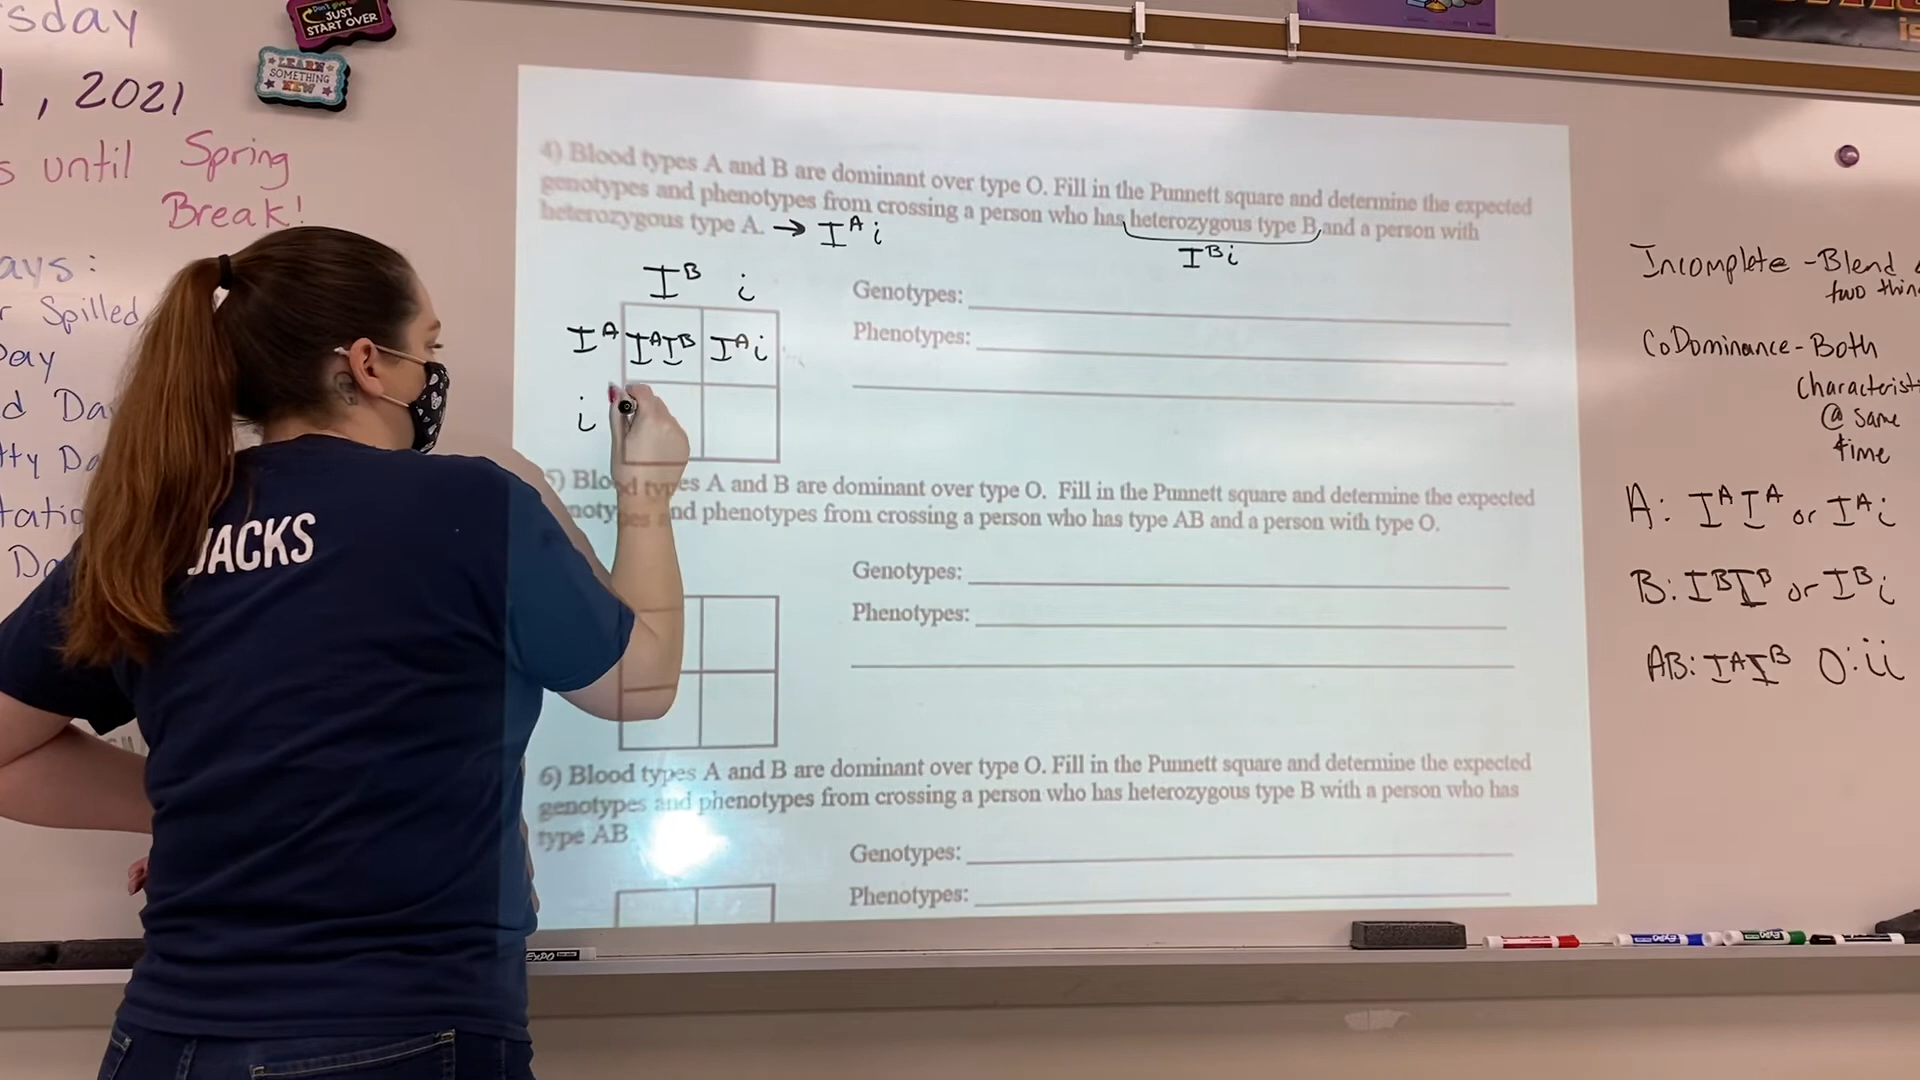 sday
, 2021
s until Spring
Break!
ays:
r Spilled
Day
d Da
tty Da
tatio
Da
Don't give up
JUST
START OVER
LEARN
SOMETHING
NEW
JACKS
4) Blood types A and B are dominant over type O. Fill in the Punnett square and determine the expected
genotypes and phenotypes from crossing a person who has heterozygous type B and a person with
heterozygous type A. → Iᴬi
Iᴮi
Iᴮ i
Iᴬ IᴬIᴮ Iᴬi
i
Genotypes:
Phenotypes:
5) Blood types A and B are dominant over type O. Fill in the Punnett square and determine the expected
notypes and phenotypes from crossing a person who has type AB and a person with type O.
Genotypes:
Phenotypes:
6) Blood types A and B are dominant over type O. Fill in the Punnett square and determine the expected
genotypes and phenotypes from crossing a person who has heterozygous type B with a person who has
type AB.
Genotypes:
Phenotypes:
Incomplete - Blend
two thin
CoDominance - Both
Characterist
@ same
time
A: IᴬIᴬ or Iᴬi
B: IᴮIᴮ or Iᴮi
AB: IᴬIᴮ O: ii
EXPO